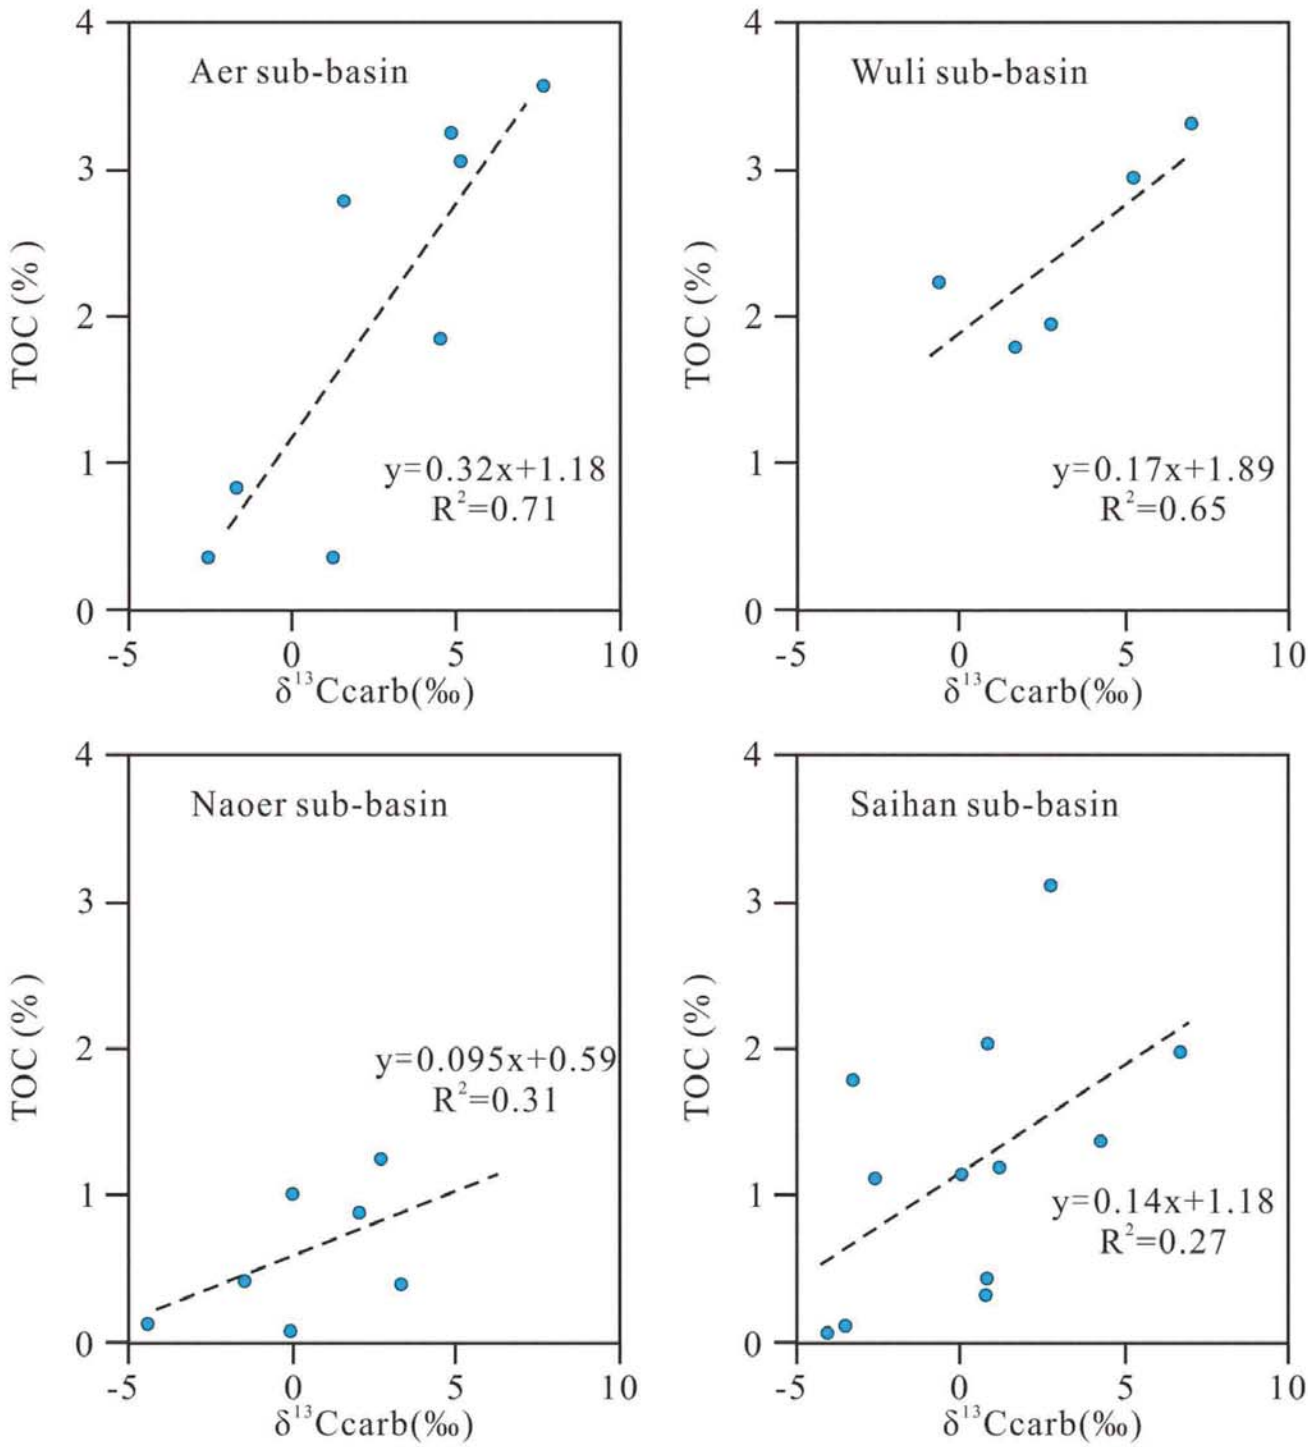 4
Aer sub-basin
3
TOC (%)
2
1
y=0.32x+1.18
R²=0.71
0
-5 0 5 10
δ¹³Ccarb(‰)
4
Wuli sub-basin
3
TOC (%)
2
1
y=0.17x+1.89
R²=0.65
0
-5 0 5 10
δ¹³Ccarb(‰)
4
Naoer sub-basin
3
TOC (%)
2
y=0.095x+0.59
R²=0.31
1
0
-5 0 5 10
δ¹³Ccarb(‰)
4
Saihan sub-basin
3
TOC (%)
2
1
y=0.14x+1.18
R²=0.27
0
-5 0 5 10
δ¹³Ccarb(‰)